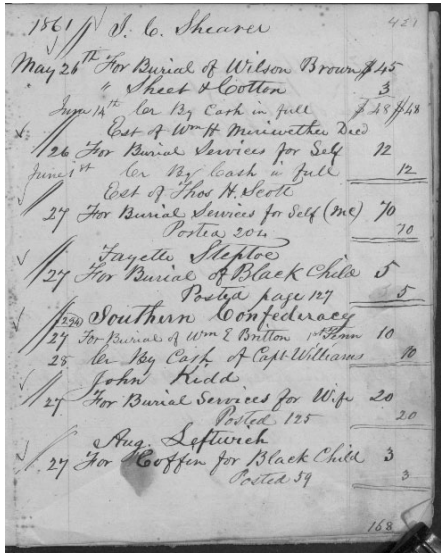 1861 J. C. Shearer 421
May 26th For Burial of Wilson Brown $45
" Sheet & Cotton 3
June 14th Cr By Cash in full $48 $48
Est of Wm H. Meriwether Decd
26 For Burial Services for Self 12
June 1st Cr By Cash in full 12
Est of Thos H. Scott
27 For Burial Services for Self (Mc) 70
Posted 204 70
Fayette Steptoe
27 For Burial of Black Child 5
Posted page 127 5
294 Southern Confederacy
27 For Burial of Wm E Britton 1st Tenn 10
28 Cr By Cash of Capt Williams 10
John Kidd
27 For Burial Services for Wife 20
Posted 125 20
Aug. Leftwich
27 For Coffin for Black Child 3
Posted 59 3
168